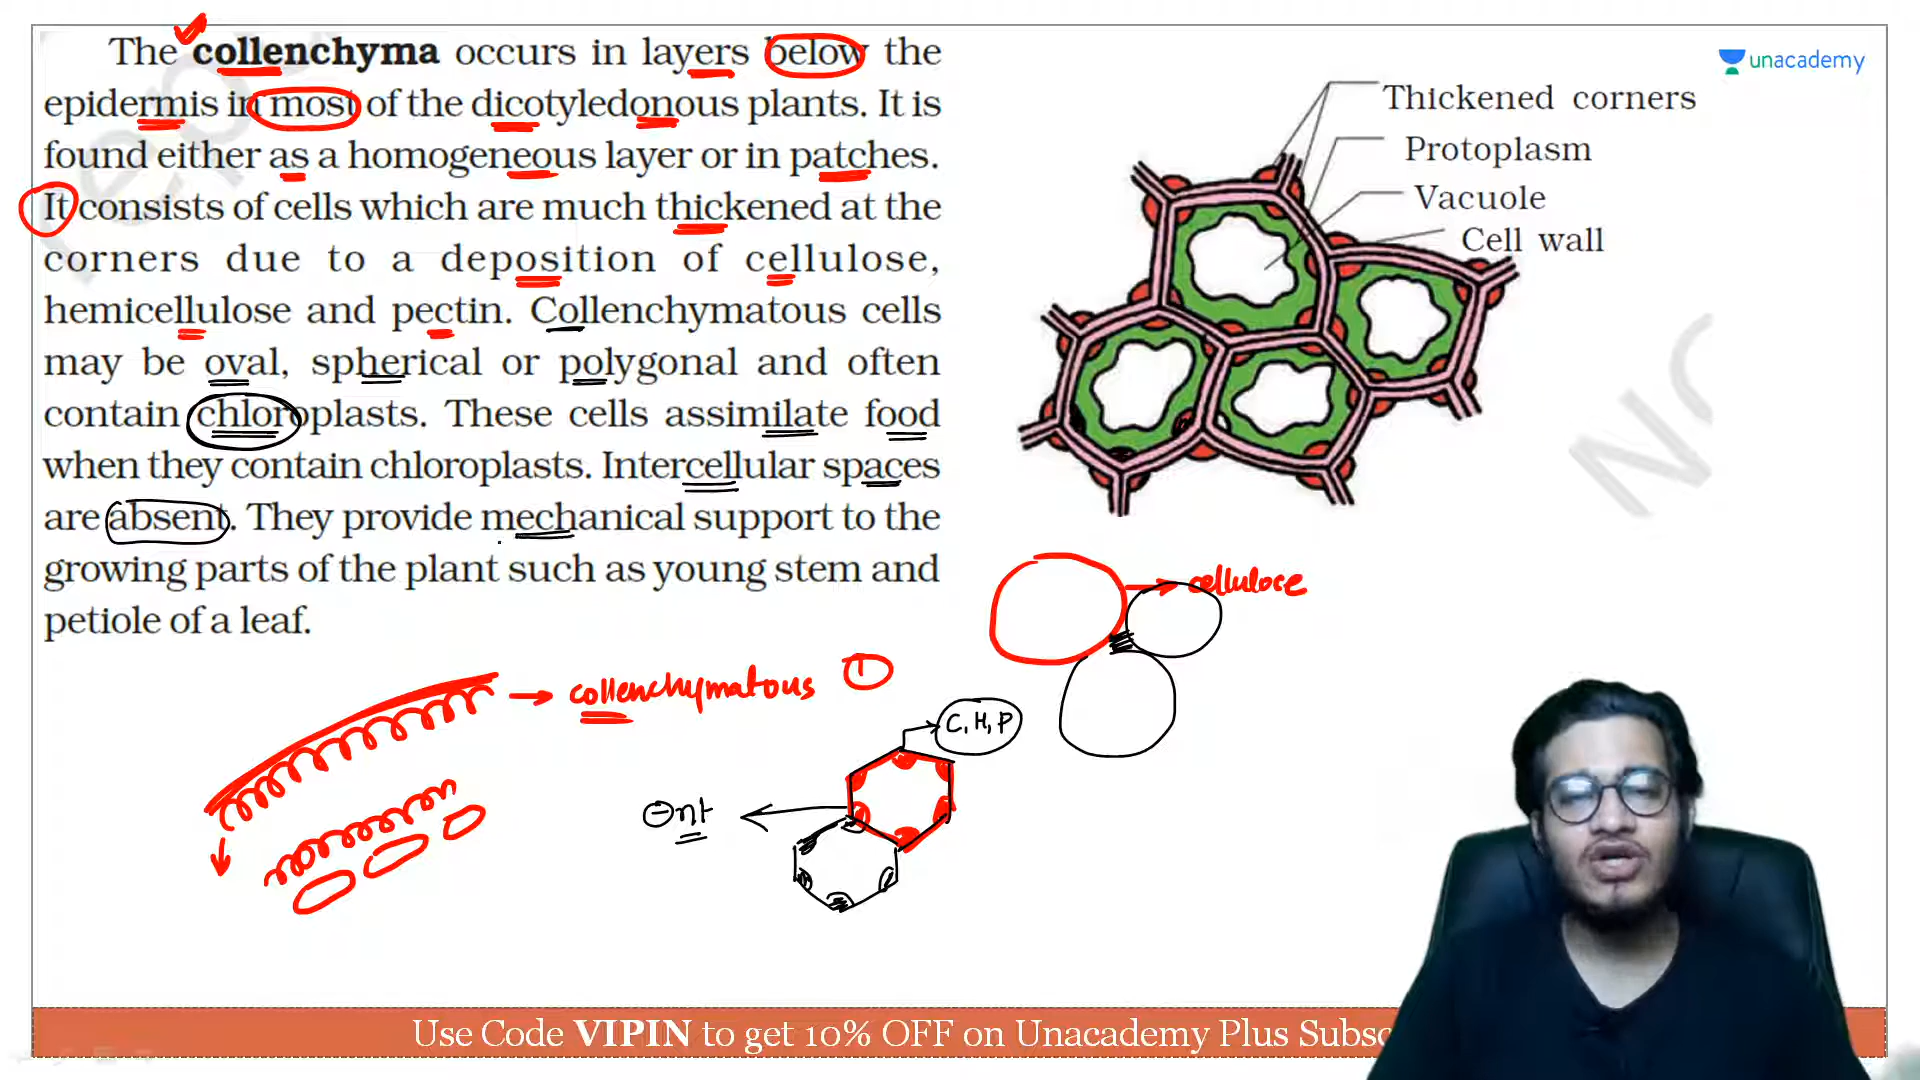 The collenchyma occurs in layers below the
epidermis in most of the dicotyledonous plants. It is
found either as a homogeneous layer or in patches.
It consists of cells which are much thickened at the
corners due to a deposition of cellulose,
hemicellulose and pectin. Collenchymatous cells
may be oval, spherical or polygonal and often
contain chloroplasts. These cells assimilate food
when they contain chloroplasts. Intercellular spaces
are absent. They provide mechanical support to the
growing parts of the plant such as young stem and
petiole of a leaf.
unacademy
Thickened corners
Protoplasm
Vacuole
Cell wall
cellulose
collenchymatous 1
C, H, P
Use Code VIPIN to get 10% OFF on Unacademy Plus